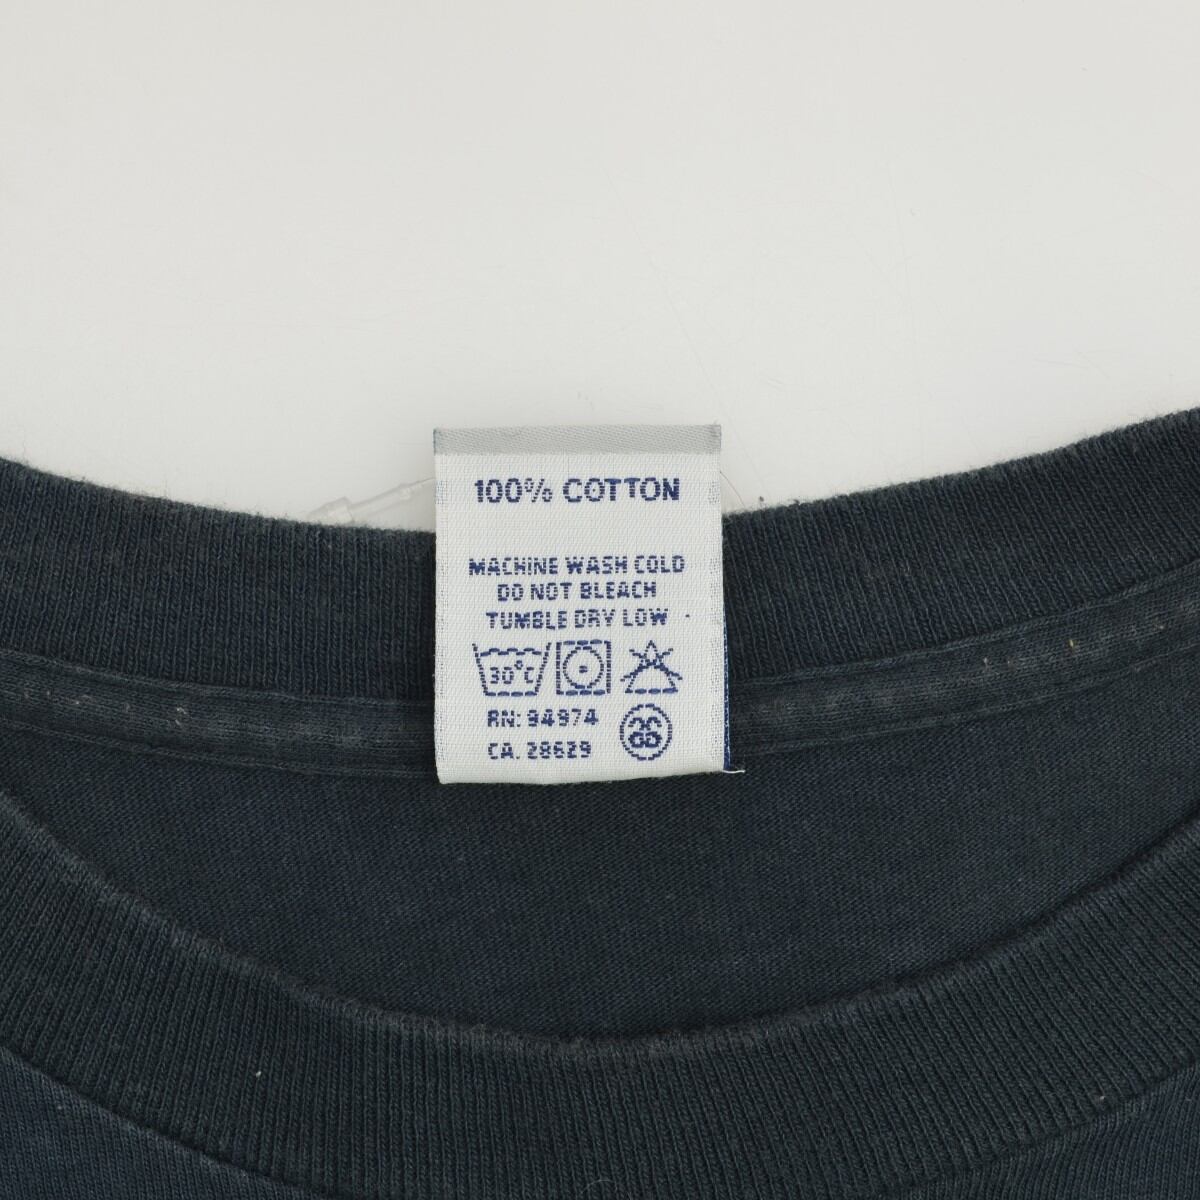 100% COTTON
MACHINE WASH COLD
DO NOT BLEACH
TUMBLE DRY LOW
30°C
RN: 94974
CA. 28629